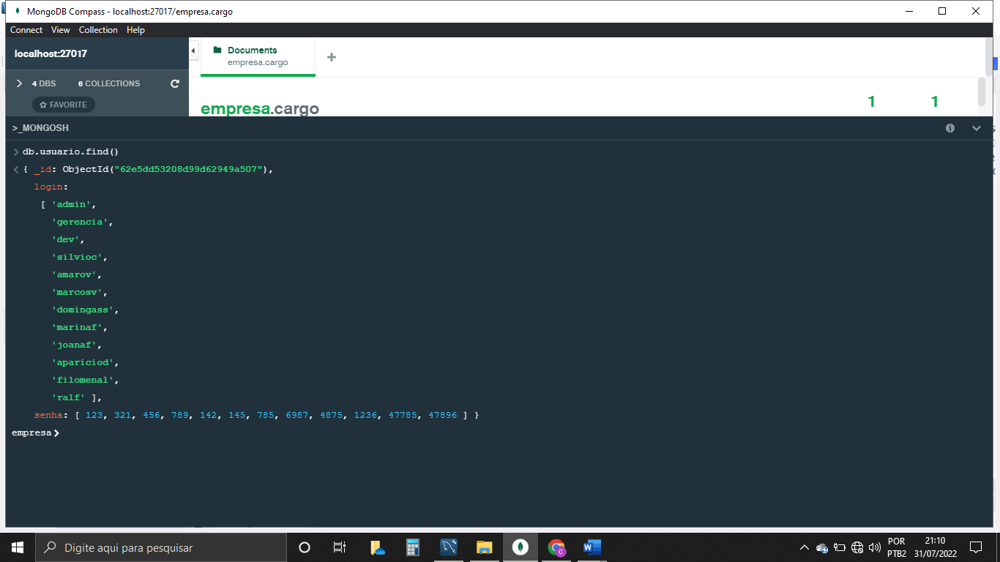 MongoDB Compass - localhost:27017/empresa.cargo
Connect View Collection Help
localhost:27017
Documents
empresa.cargo
4 DBS 6 COLLECTIONS
FAVORITE
empresa.cargo
1 1
>_MONGOSH
db.usuario.find()
{ _id: ObjectId("62e5dd53208d99d62949a507"),
login:
[ 'admin',
'gerencia',
'dev',
'silvioc',
'amarov',
'marcosv',
'domingass',
'marinaf',
'joanaf',
'apariciod',
'filomenal',
'ralf' ],
senha: [ 123, 321, 456, 789, 142, 145, 785, 6987, 4875, 1236, 47785, 47896 ] }
empresa>
Digite aqui para pesquisar
POR
PTB2
21:10
31/07/2022